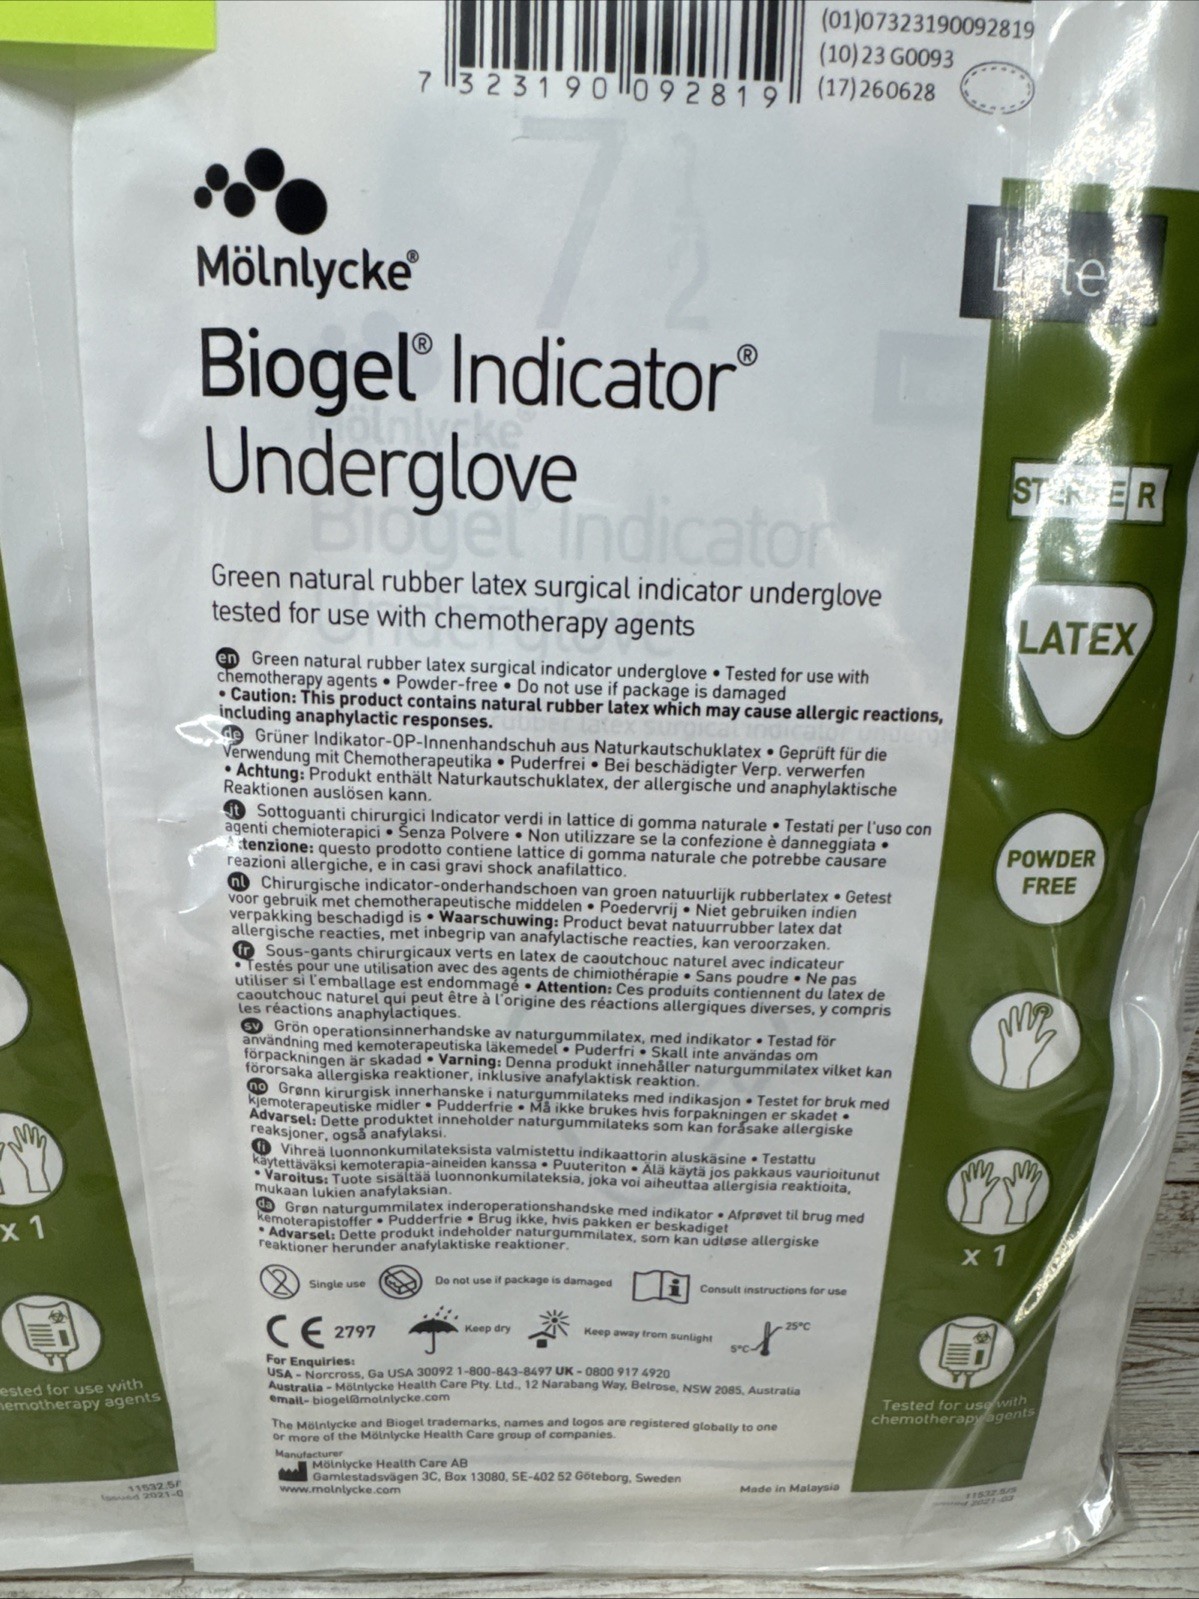 (01)07323190092819
(10)23 G0093
(17)260628
7 323190 092819
7 1/2
Mölnlycke®
Latex
Biogel® Indicator®
Underglove
STERILE R
LATEX
POWDER
FREE
Green natural rubber latex surgical indicator underglove
tested for use with chemotherapy agents
en Green natural rubber latex surgical indicator underglove • Tested for use with
chemotherapy agents • Powder-free • Do not use if package is damaged
• Caution: This product contains natural rubber latex which may cause allergic reactions,
including anaphylactic responses.
de Grüner Indikator-OP-Innenhandschuh aus Naturkautschuklatex • Geprüft für die
Verwendung mit Chemotherapeutika • Puderfrei • Bei beschädigter Verp. verwerfen
• Achtung: Produkt enthält Naturkautschuklatex, der allergische und anaphylaktische
Reaktionen auslösen kann.
it Sottoguanti chirurgici Indicator verdi in lattice di gomma naturale • Testati per l'uso con
agenti chemioterapici • Senza Polvere • Non utilizzare se la confezione è danneggiata •
Attenzione: questo prodotto contiene lattice di gomma naturale che potrebbe causare
reazioni allergiche, e in casi gravi shock anafilattico.
nl Chirurgische indicator-onderhandschoen van groen natuurlijk rubberlatex • Getest
voor gebruik met chemotherapeutische middelen • Poedervrij • Niet gebruiken indien
verpakking beschadigd is • Waarschuwing: Product bevat natuurrubber latex dat
allergische reacties, met inbegrip van anafylactische reacties, kan veroorzaken.
fr Sous-gants chirurgicaux verts en latex de caoutchouc naturel avec indicateur
• Testés pour une utilisation avec des agents de chimiothérapie • Sans poudre • Ne pas
utiliser si l'emballage est endommagé • Attention: Ces produits contiennent du latex de
caoutchouc naturel qui peut être à l'origine des réactions allergiques diverses, y compris
les réactions anaphylactiques.
sv Grön operationsinnerhandske av naturgummilatex, med indikator • Testad för
användning med kemoterapeutiska läkemedel • Puderfri • Skall inte användas om
förpackningen är skadad • Varning: Denna produkt innehåller naturgummilatex vilket kan
förorsaka allergiska reaktioner, inklusive anafylaktisk reaktion.
no Grønn kirurgisk innerhanske i naturgummilateks med indikasjon • Testet for bruk med
kjemoterapeutiske midler • Pudderfrie • Må ikke brukes hvis forpakningen er skadet •
Advarsel: Dette produktet inneholder naturgummilateks som kan foråsake allergiske
reaksjoner, også anafylaksi.
fi Vihreä luonnonkumilateksista valmistettu indikaattorin aluskäsine • Testattu
käytettäväksi kemoterapia-aineiden kanssa • Puuteriton • Älä käytä jos pakkaus vaurioitunut
• Varoitus: Tuote sisältää luonnonkumilateksia, joka voi aiheuttaa allergisia reaktioita,
mukaan lukien anafylaksian.
da Grøn naturgummilatex inderoperationshandske med indikator • Afprøvet til brug med
kemoterapistoffer • Pudderfrie • Brug ikke, hvis pakken er beskadiget
• Advarsel: Dette produkt indeholder naturgummilatex, som kan udløse allergiske
reaktioner herunder anafylaktiske reaktioner.
x 1
x 1
Single use
Do not use if package is damaged
Consult instructions for use
CE 2797
Keep dry
Keep away from sunlight
5°C
25°C
For Enquiries:
USA - Norcross, Ga USA 30092 1-800-843-8497 UK - 0800 917 4920
Australia - Mölnlycke Health Care Pty. Ltd., 12 Narabang Way, Belrose, NSW 2085, Australia
email- biogel@molnlycke.com
The Mölnlycke and Biogel trademarks, names and logos are registered globally to one
or more of the Mölnlycke Health Care group of companies.
Manufacturer
Mölnlycke Health Care AB
Gamlestadsvägen 3C, Box 13080, SE-402 52 Göteborg, Sweden
www.molnlycke.com
Made in Malaysia
Tested for use with
chemotherapy agents
for use with
agents